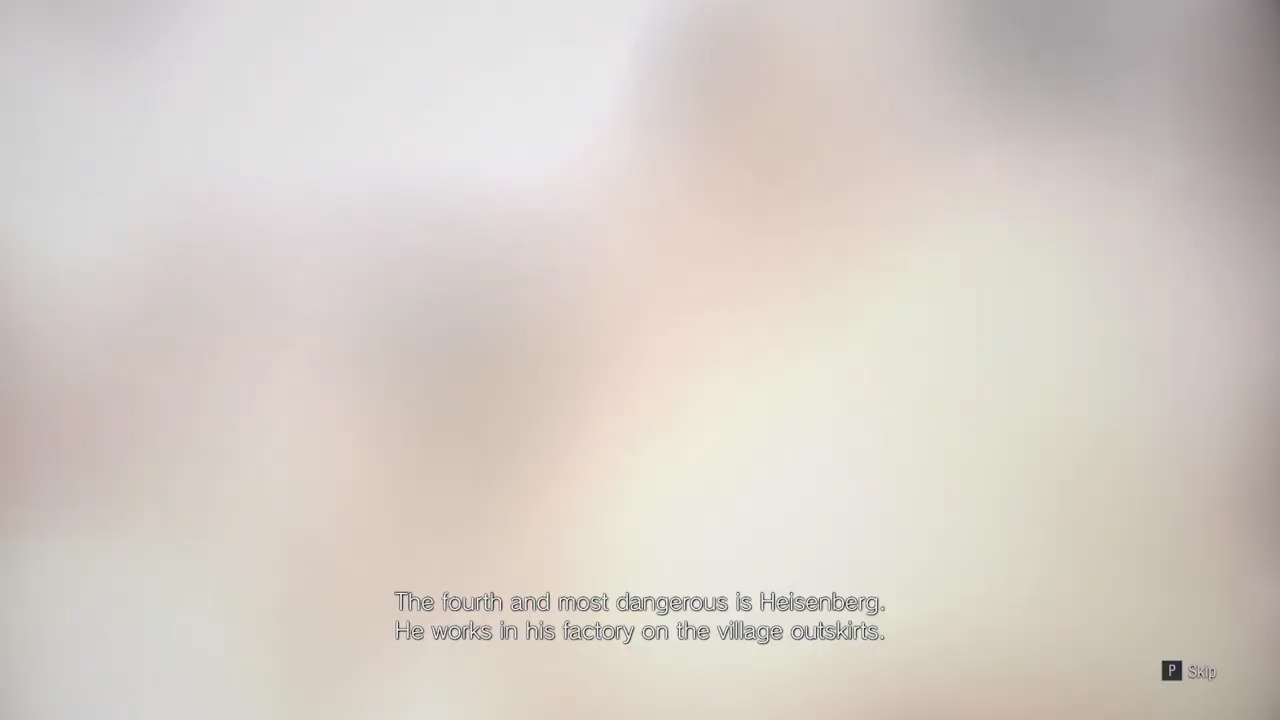 The fourth and most dangerous is Heisenberg.
He works in his factory on the village outskirts.
P Skip